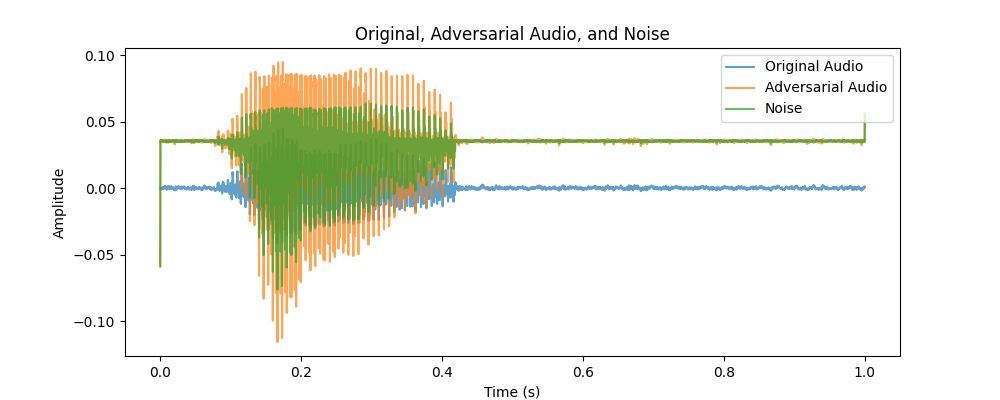 Original, Adversarial Audio, and Noise
Original Audio
Adversarial Audio
Noise
Amplitude
0.10
0.05
0.00
−0.05
−0.10
0.0
0.2
0.4
0.6
0.8
1.0
Time (s)